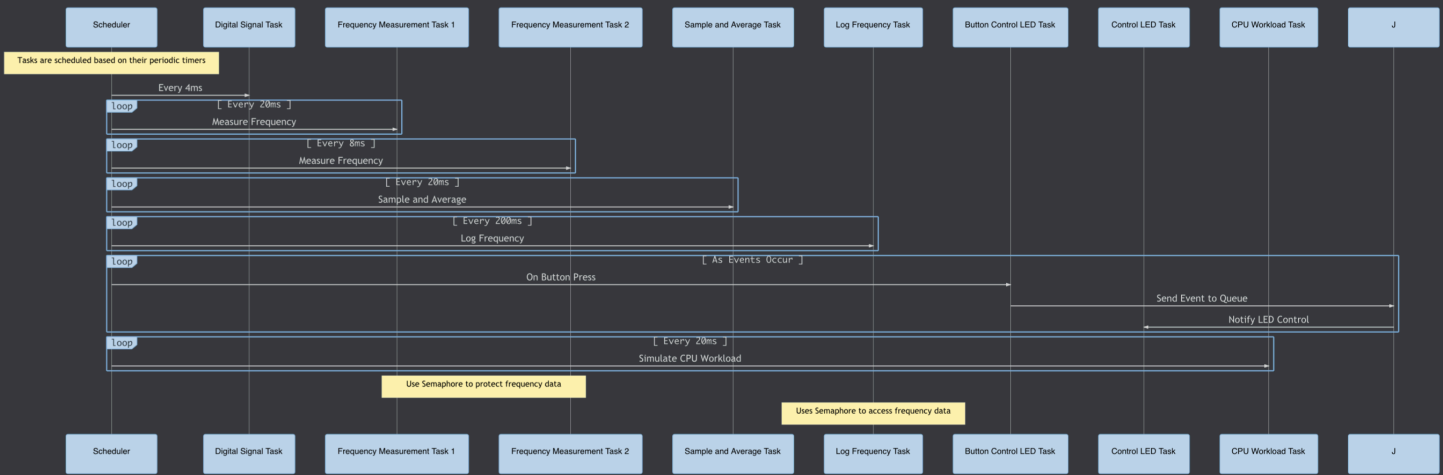 Scheduler
Digital Signal Task
Frequency Measurement Task 1
Frequency Measurement Task 2
Sample and Average Task
Log Frequency Task
Button Control LED Task
Control LED Task
CPU Workload Task
J
Tasks are scheduled based on their periodic timers
Every 4ms
loop
[ Every 20ms ]
Measure Frequency
loop
[ Every 8ms ]
Measure Frequency
loop
[ Every 20ms ]
Sample and Average
loop
[ Every 200ms ]
Log Frequency
loop
[ As Events Occur ]
On Button Press
Send Event to Queue
Notify LED Control
loop
[ Every 20ms ]
Simulate CPU Workload
Use Semaphore to protect frequency data
Uses Semaphore to access frequency data
Scheduler
Digital Signal Task
Frequency Measurement Task 1
Frequency Measurement Task 2
Sample and Average Task
Log Frequency Task
Button Control LED Task
Control LED Task
CPU Workload Task
J